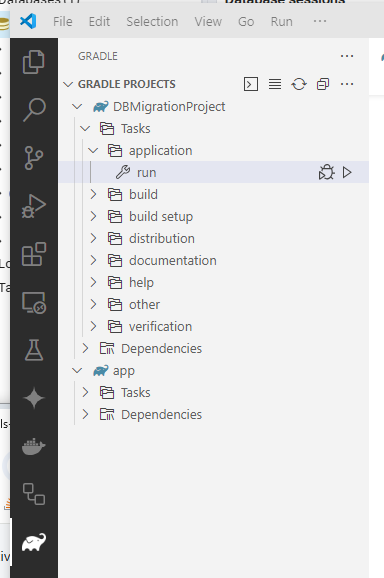 File Edit Selection View Go Run ···
GRADLE ···
GRADLE PROJECTS ···
DBMigrationProject
Tasks
application
run
build
build setup
distribution
documentation
help
other
verification
Dependencies
app
Tasks
Dependencies